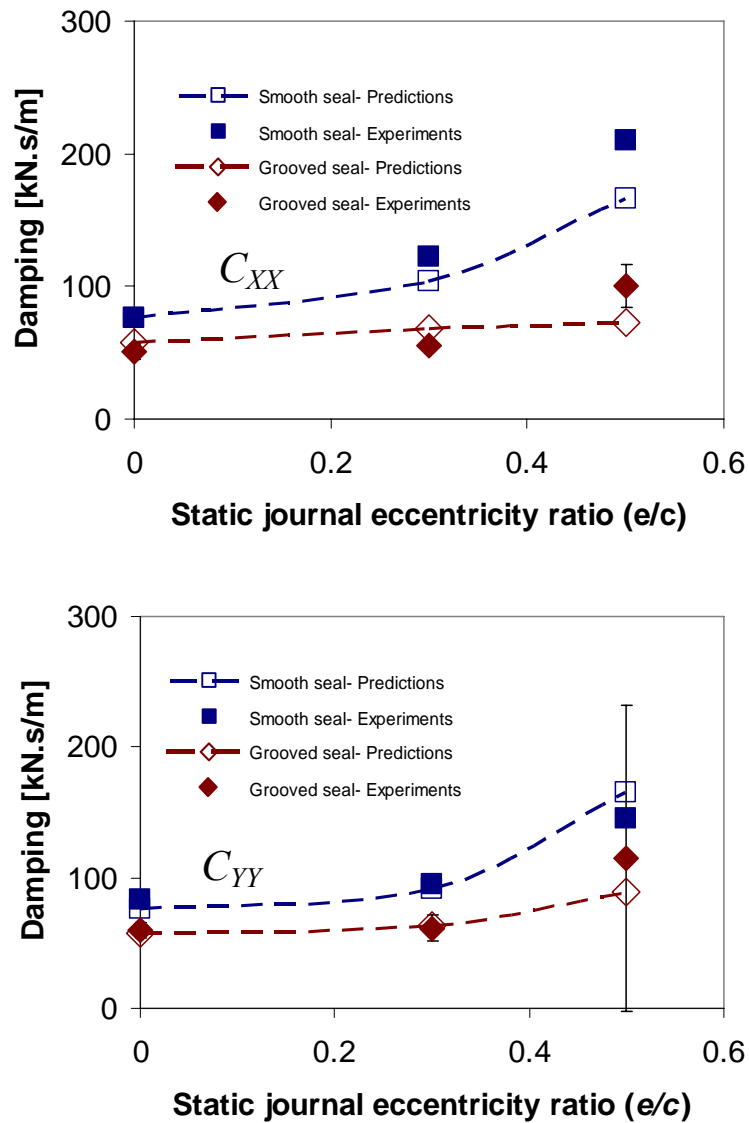 300
200
100
0
Damping [kN.s/m]
Smooth seal- Predictions
Smooth seal- Experiments
Grooved seal- Predictions
Grooved seal- Experiments
CXX
0 0.2 0.4 0.6
Static journal eccentricity ratio (e/c)
300
200
100
0
Damping [kN.s/m]
Smooth seal- Predictions
Smooth seal- Experiments
Grooved seal- Predictions
Grooved seal- Experiments
CYY
0 0.2 0.4 0.6
Static journal eccentricity ratio (e/c)